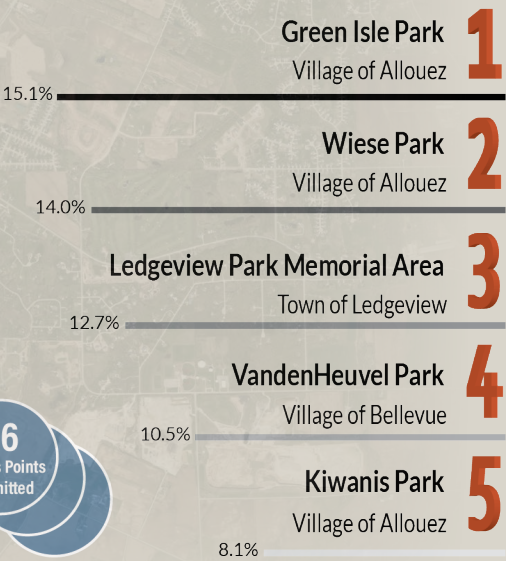 Green Isle Park
1
Village of Allouez
15.1%
Wiese Park
2
Village of Allouez
14.0%
Ledgeview Park Memorial Area
3
Town of Ledgeview
12.7%
VandenHeuvel Park
4
Village of Bellevue
10.5%
Kiwanis Park
5
Village of Allouez
8.1%
6
Points